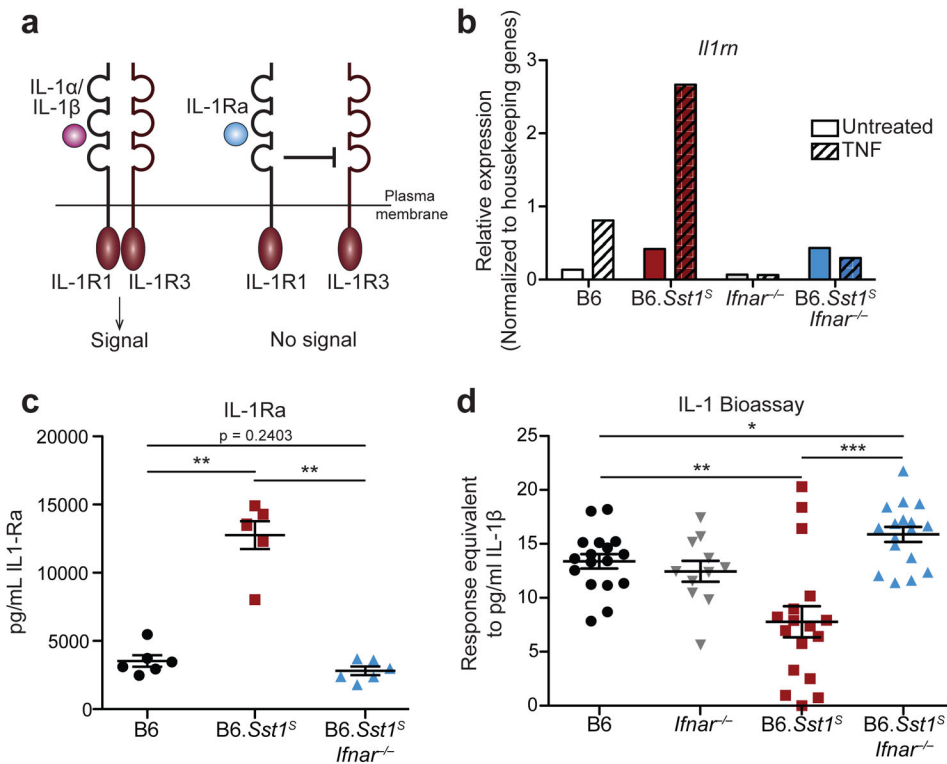 a
IL-1α/
IL-1β
IL-1Ra
Plasma
membrane
IL-1R1
IL-1R3
IL-1R1
IL-1R3
Signal
No signal
b
Il1rn
Relative expression
(Normalized to housekeeping genes)
3
2
1
0
Untreated
TNF
B6
B6.Sst1ˢ
Ifnar⁻/⁻
B6.Sst1ˢ
Ifnar⁻/⁻
c
IL-1Ra
pg/mL IL1-Ra
20000
15000
10000
5000
0
p = 0.2403
**
**
B6
B6.Sst1ˢ
B6.Sst1ˢ
Ifnar⁻/⁻
d
IL-1 Bioassay
Response equivalent
to pg/ml IL-1β
25
20
15
10
5
0
*
***
**
B6
Ifnar⁻/⁻
B6.Sst1ˢ
B6.Sst1ˢ
Ifnar⁻/⁻